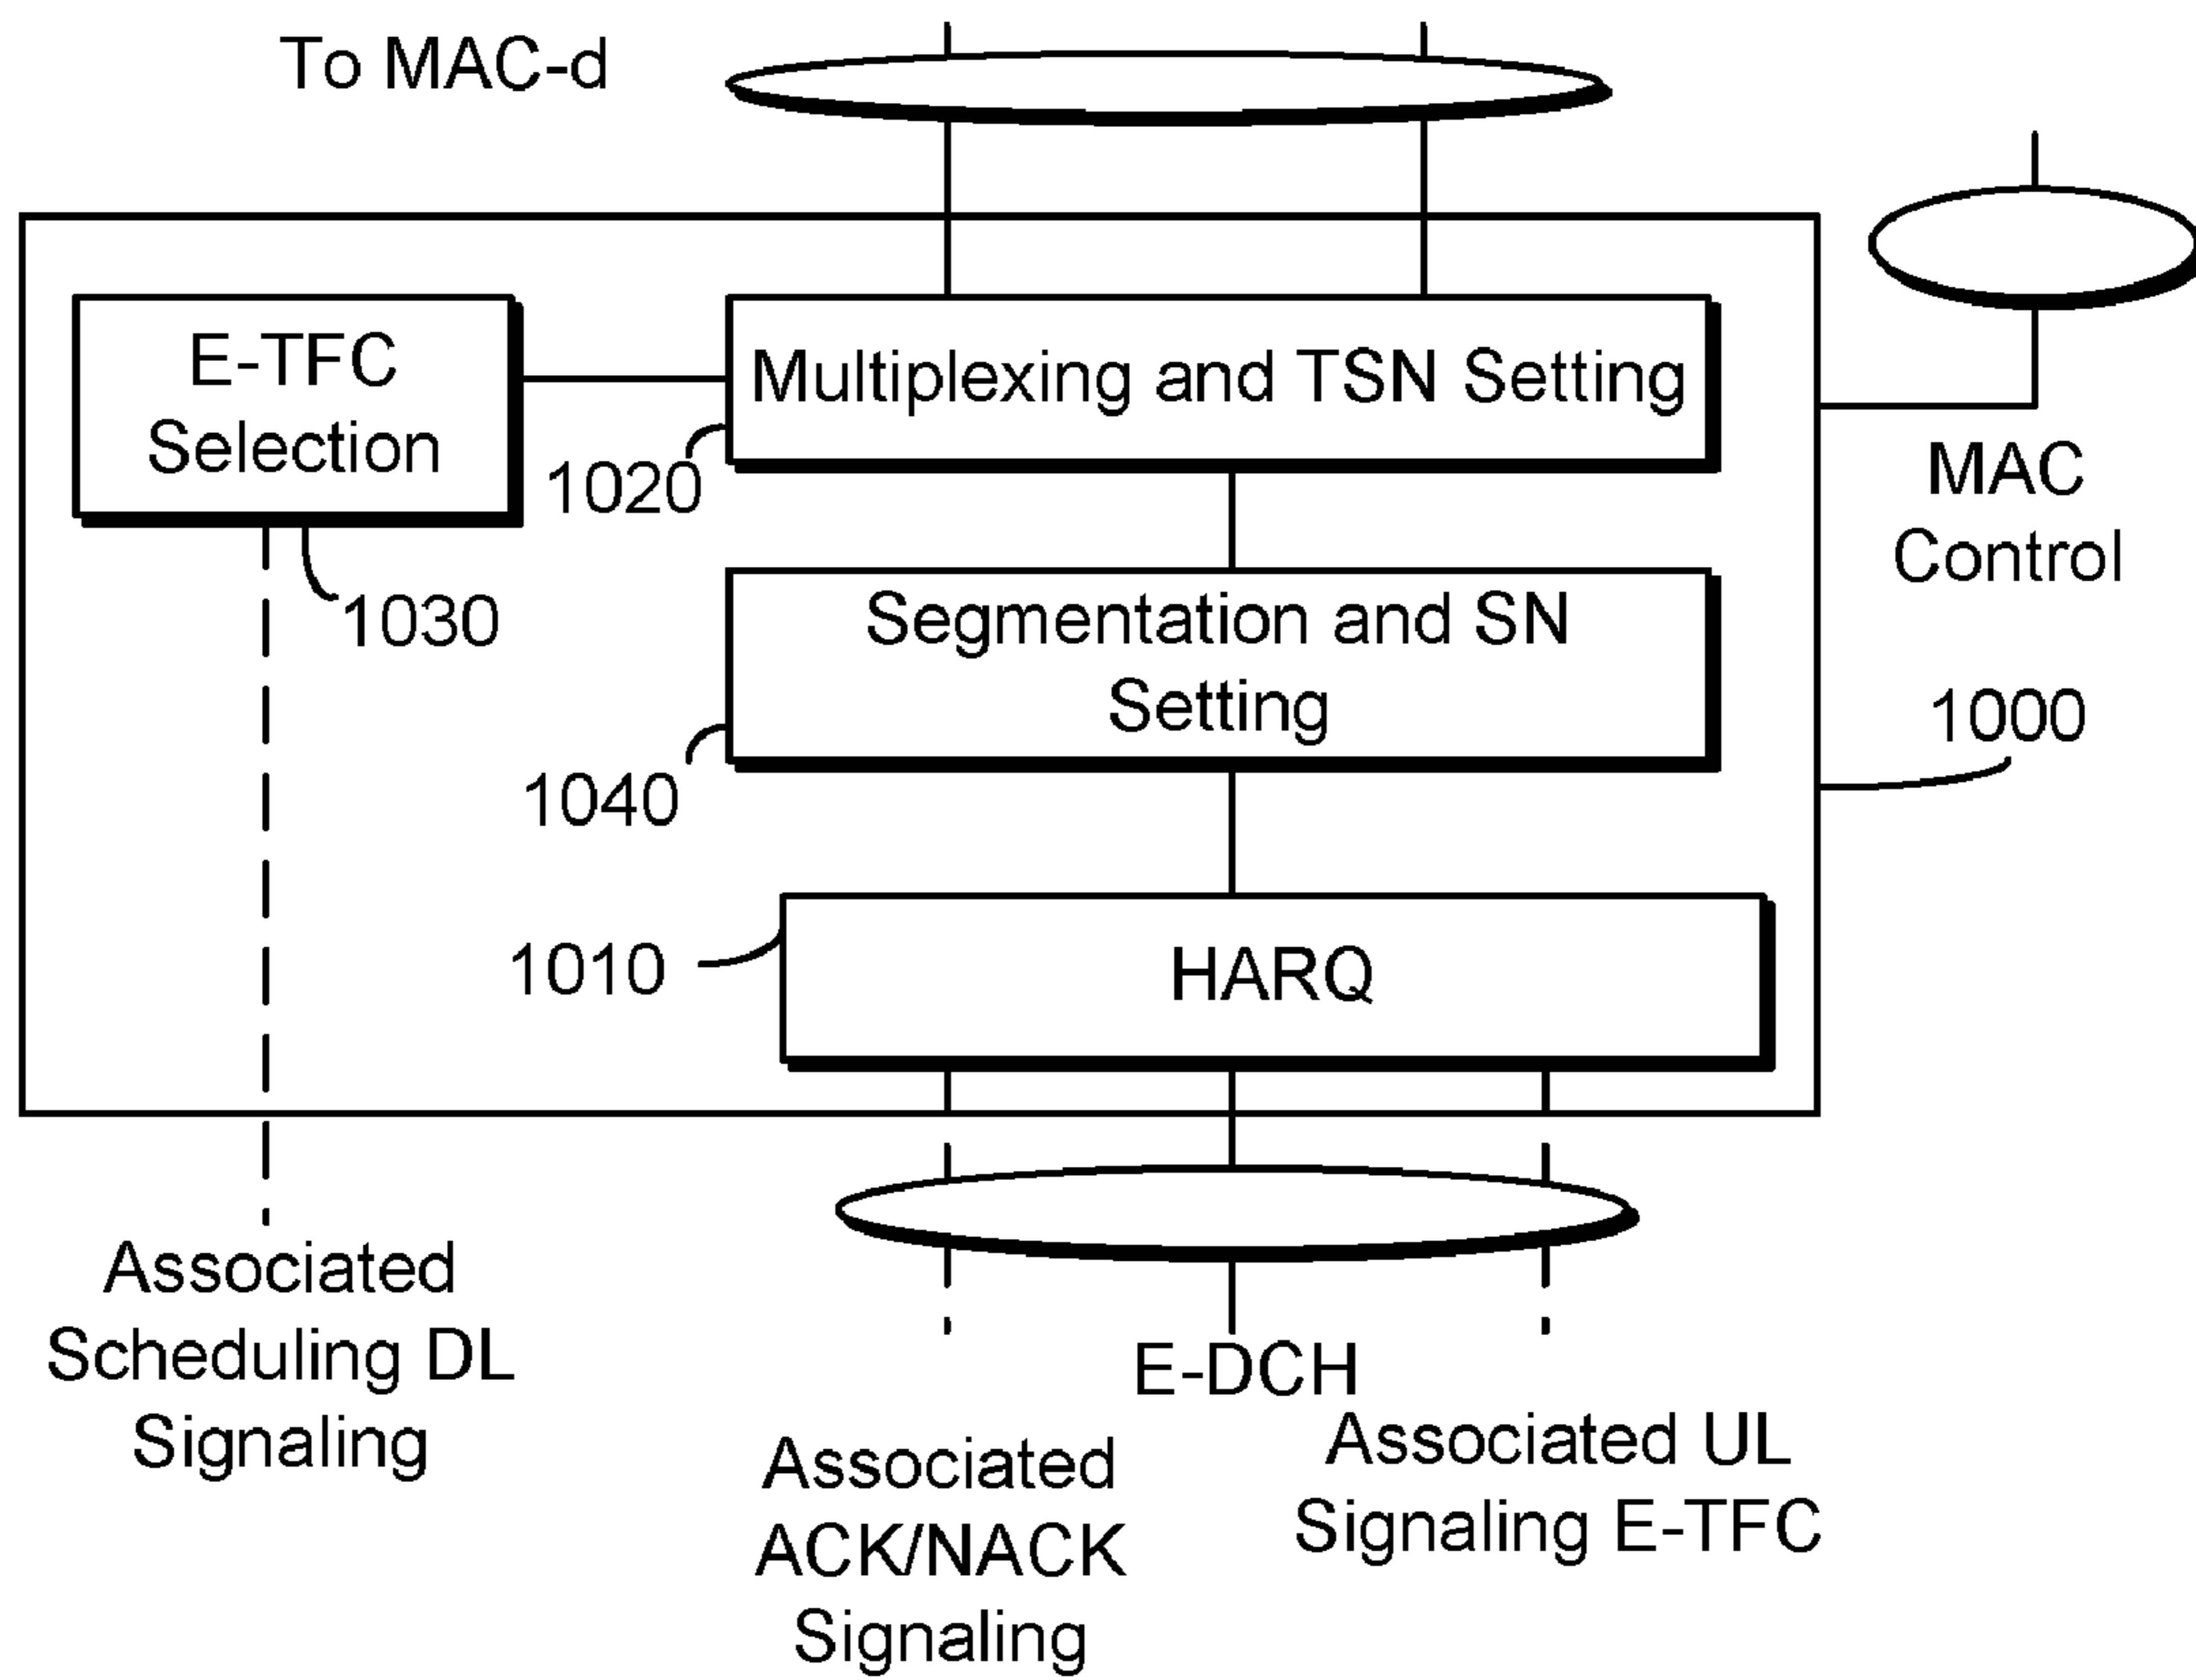 To MAC-d
E-TFC
Selection
Multiplexing and TSN Setting
1020
MAC
Control
1030
Segmentation and SN
Setting
1040
1000
1010
HARQ
Associated
Scheduling DL
Signaling
E-DCH
Associated
ACK/NACK
Signaling
Associated UL
Signaling E-TFC